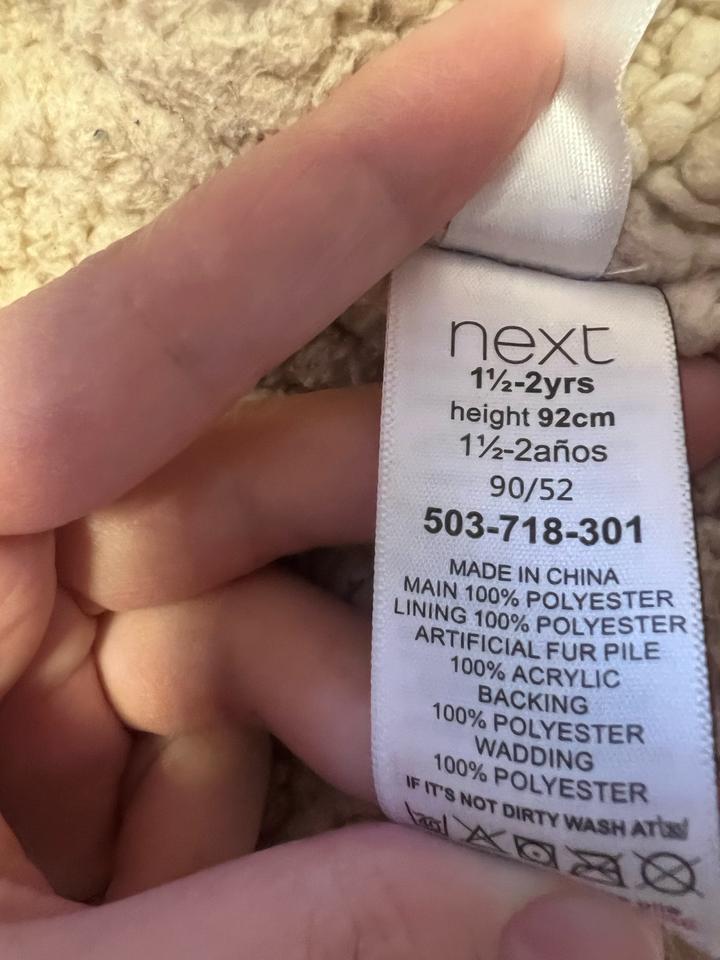 next
1½-2yrs
height 92cm
1½-2años
90/52
503-718-301
MADE IN CHINA
MAIN 100% POLYESTER
LINING 100% POLYESTER
ARTIFICIAL FUR PILE
100% ACRYLIC
BACKING
100% POLYESTER
WADDING
100% POLYESTER
IF IT'S NOT DIRTY WASH AT